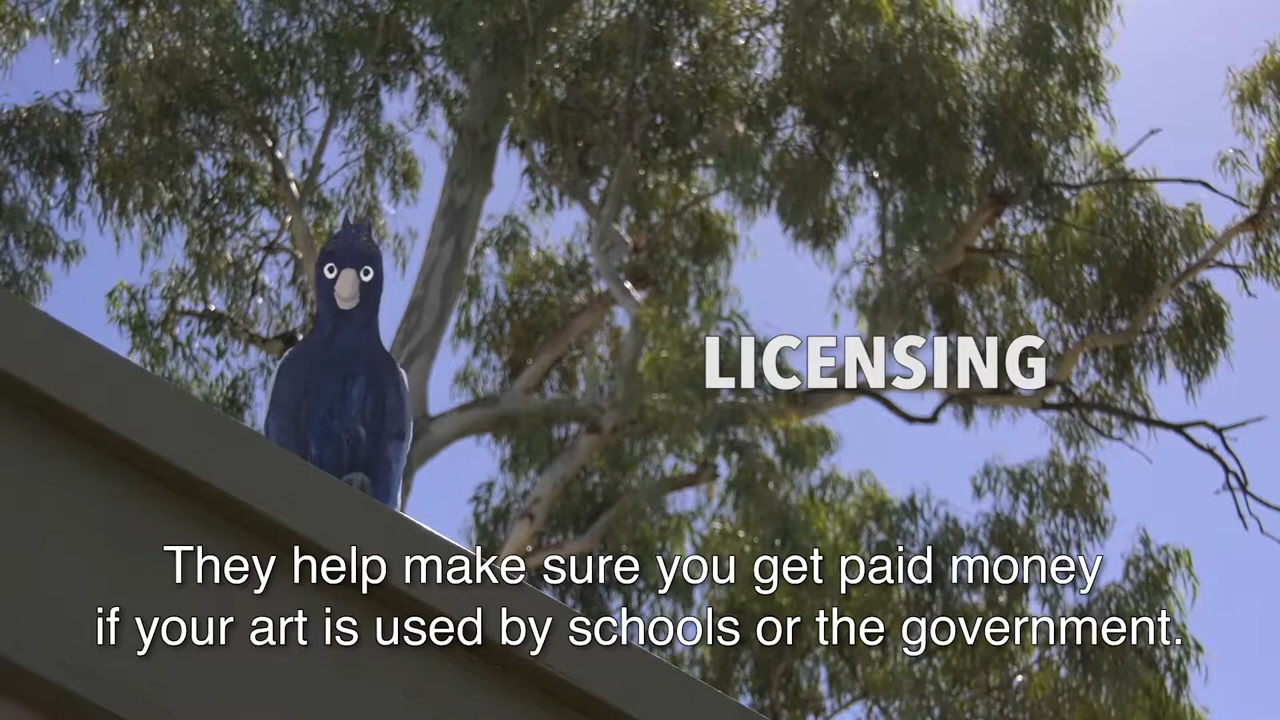 LICENSING
They help make sure you get paid money
if your art is used by schools or the government.